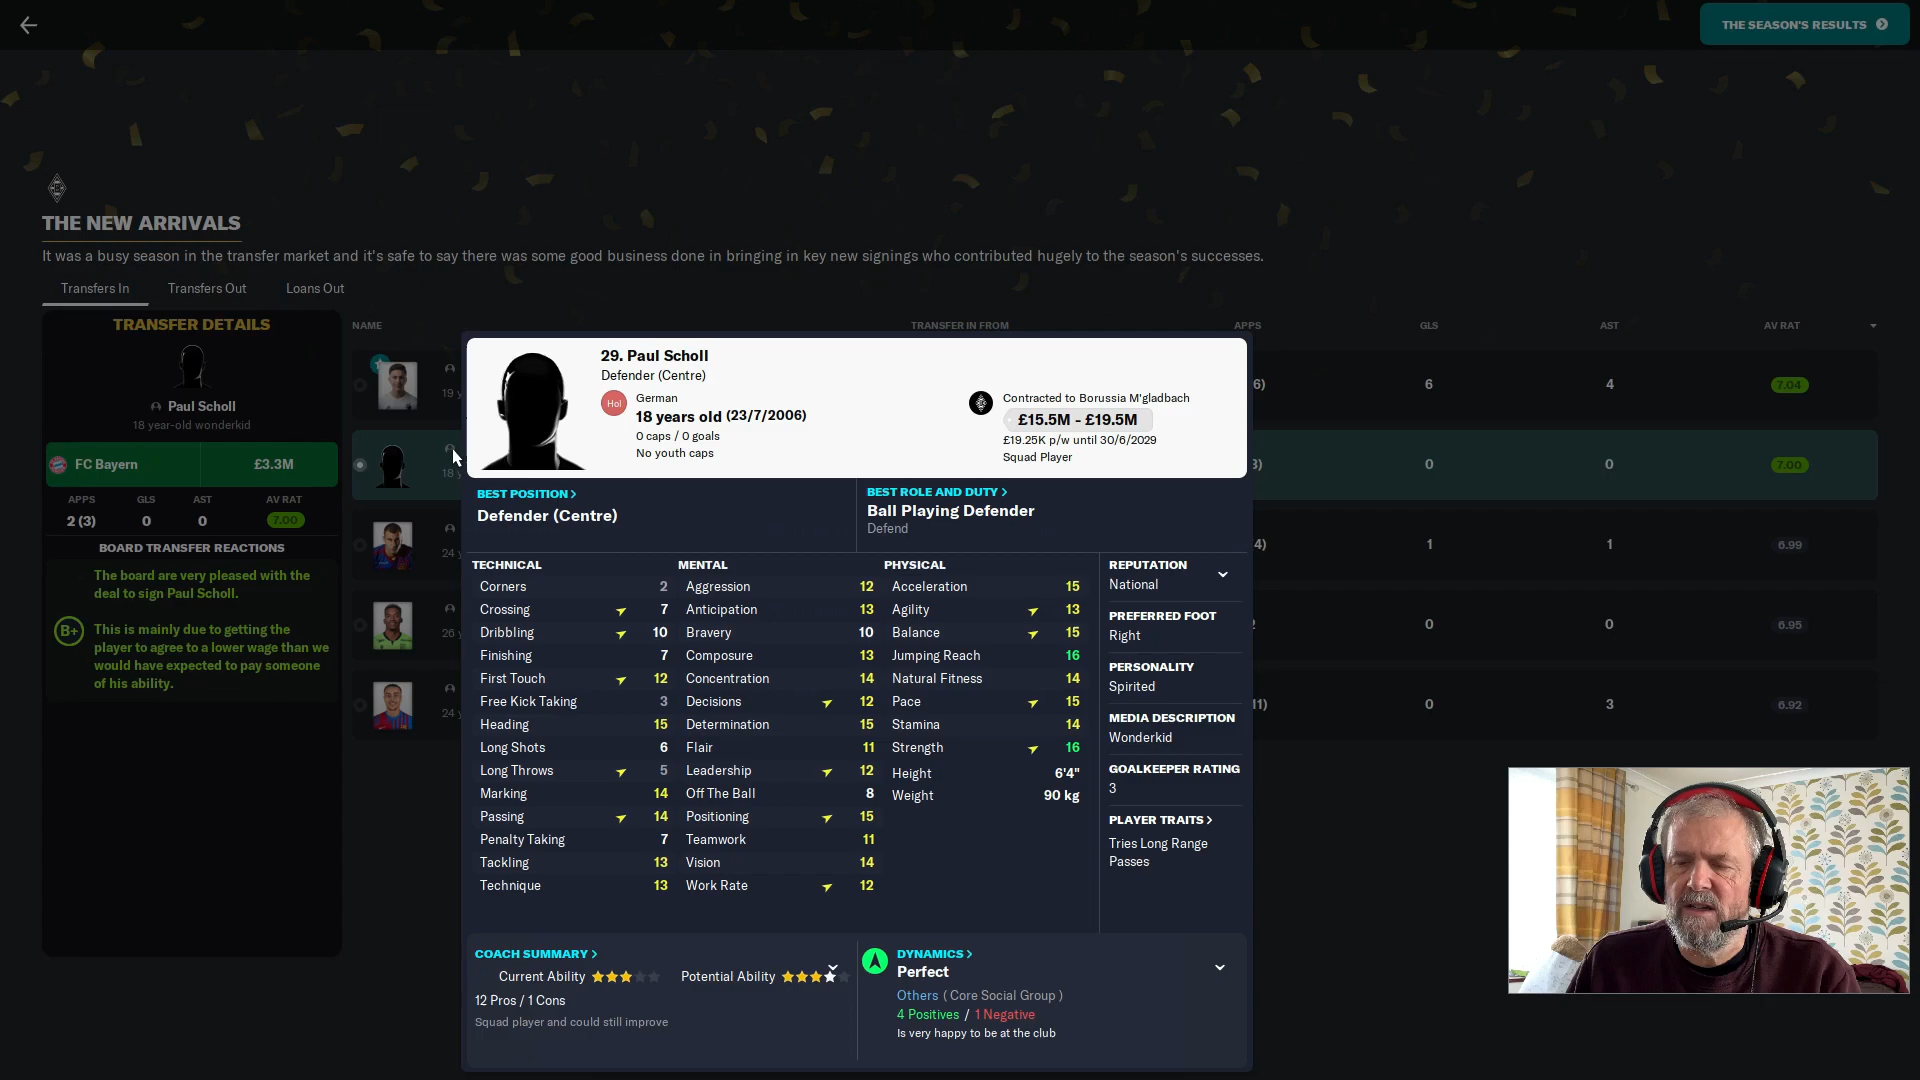 THE SEASON'S RESULTS
THE NEW ARRIVALS
It was a busy season in the transfer market and it's safe to say there was some good business done in bringing in key new signings who contributed hugely to the season's successes.
Transfers In
Transfers Out
Loans Out
TRANSFER DETAILS
Paul Scholl
18 year-old wonderkid
FC Bayern
£3.3M
APPS GLS AST AV RAT
2 (3) 0 0 7.00
BOARD TRANSFER REACTIONS
The board are very pleased with the
deal to sign Paul Scholl.
B+
This is mainly due to getting the
player to agree to a lower wage than we
would have expected to pay someone
of his ability.
NAME TRANSFER IN FROM APPS GLS AST AV RAT
19 y 6) 6 4 7.04
18 y 3) 0 0 7.00
24 y 4) 1 1 6.99
26 y 2 0 0 6.95
24 y 11) 0 3 6.92
29. Paul Scholl
Defender (Centre)
Hol
German
18 years old (23/7/2006)
0 caps / 0 goals
No youth caps
Contracted to Borussia M'gladbach
£15.5M - £19.5M
£19.25K p/w until 30/6/2029
Squad Player
BEST POSITION >
Defender (Centre)
BEST ROLE AND DUTY >
Ball Playing Defender
Defend
TECHNICAL
Corners 2
Crossing 7
Dribbling 10
Finishing 7
First Touch 12
Free Kick Taking 3
Heading 15
Long Shots 6
Long Throws 5
Marking 14
Passing 14
Penalty Taking 7
Tackling 13
Technique 13
MENTAL
Aggression 12
Anticipation 13
Bravery 10
Composure 13
Concentration 14
Decisions 12
Determination 15
Flair 11
Leadership 12
Off The Ball 8
Positioning 15
Teamwork 11
Vision 14
Work Rate 12
PHYSICAL
Acceleration 15
Agility 13
Balance 15
Jumping Reach 16
Natural Fitness 14
Pace 15
Stamina 14
Strength 16
Height 6'4"
Weight 90 kg
REPUTATION
National
PREFERRED FOOT
Right
PERSONALITY
Spirited
MEDIA DESCRIPTION
Wonderkid
GOALKEEPER RATING
3
PLAYER TRAITS >
Tries Long Range
Passes
COACH SUMMARY >
Current Ability
Potential Ability
12 Pros / 1 Cons
Squad player and could still improve
DYNAMICS >
Perfect
Others ( Core Social Group )
4 Positives / 1 Negative
Is very happy to be at the club